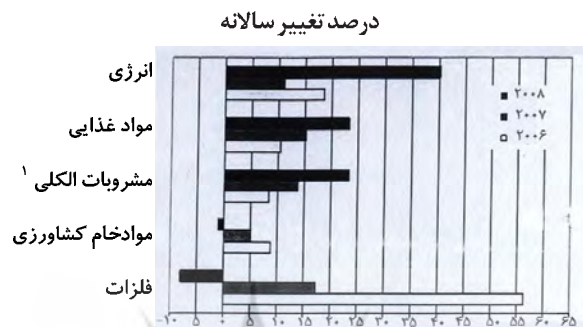 درصد تغییر سالانه
انرژی
مواد غذایی
مشروبات الکلی ۱
موادخام کشاورزی
فلزات
۲۰۰۸
۲۰۰۷
۲۰۰۶
-۱۰ ۵ ۰ ۵ ۱۰ ۱۵ ۲۰ ۲۵ ۳۰ ۳۵ ۴۰ ۴۵ ۵۰ ۵۵ ۶۰ ۶۵